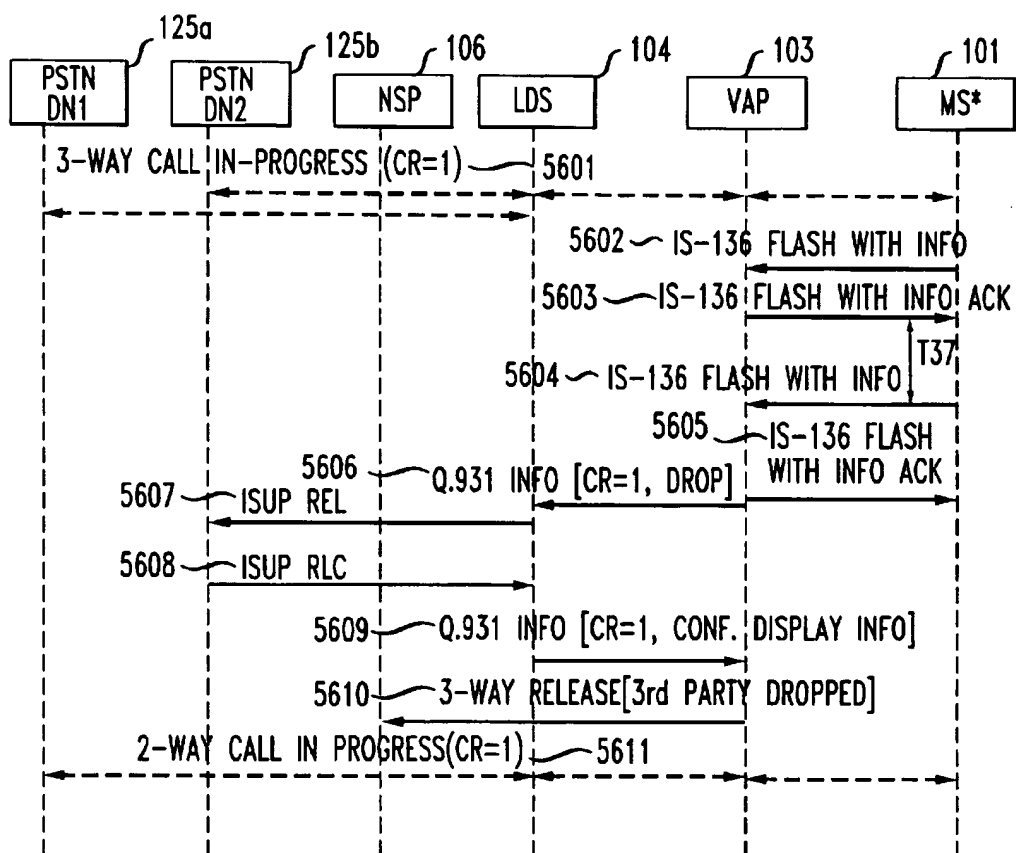 125a 125b 106 104 103 101
PSTN DN1
PSTN DN2
NSP
LDS
VAP
MS*
3-WAY CALL IN-PROGRESS (CR=1) 5601
5602 IS-136 FLASH WITH INFO
5603 IS-136 FLASH WITH INFO ACK
T37
5604 IS-136 FLASH WITH INFO
5605 IS-136 FLASH
WITH INFO ACK
5606 Q.931 INFO [CR=1, DROP]
5607 ISUP REL
5608 ISUP RLC
5609 Q.931 INFO [CR=1, CONF. DISPLAY INFO]
5610 3-WAY RELEASE[3rd PARTY DROPPED]
2-WAY CALL IN PROGRESS(CR=1) 5611